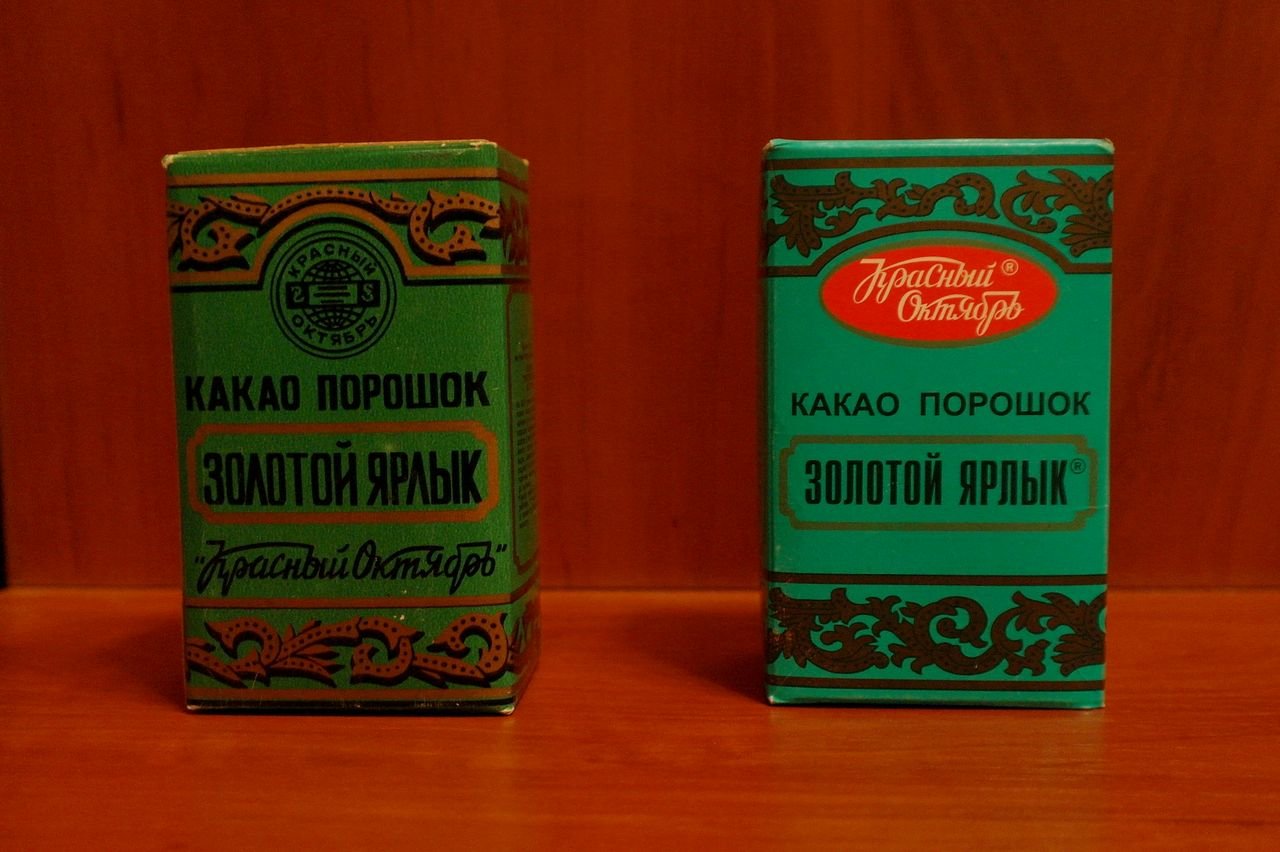 КРАСНЫЙ
ОКТЯБРЬ
КАКАО ПОРОШОК
ЗОЛОТОЙ ЯРЛЫК
"Красный Октябрь"
Красный ®
Октябрь
КАКАО ПОРОШОК
ЗОЛОТОЙ ЯРЛЫК®